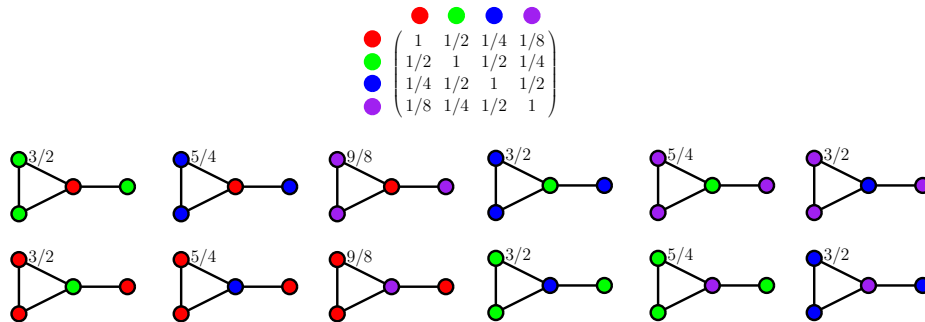 1 1/2 1/4 1/8
1/2 1 1/2 1/4
1/4 1/2 1 1/2
1/8 1/4 1/2 1
3/2 5/4 9/8 3/2 5/4 3/2
3/2 5/4 9/8 3/2 5/4 3/2